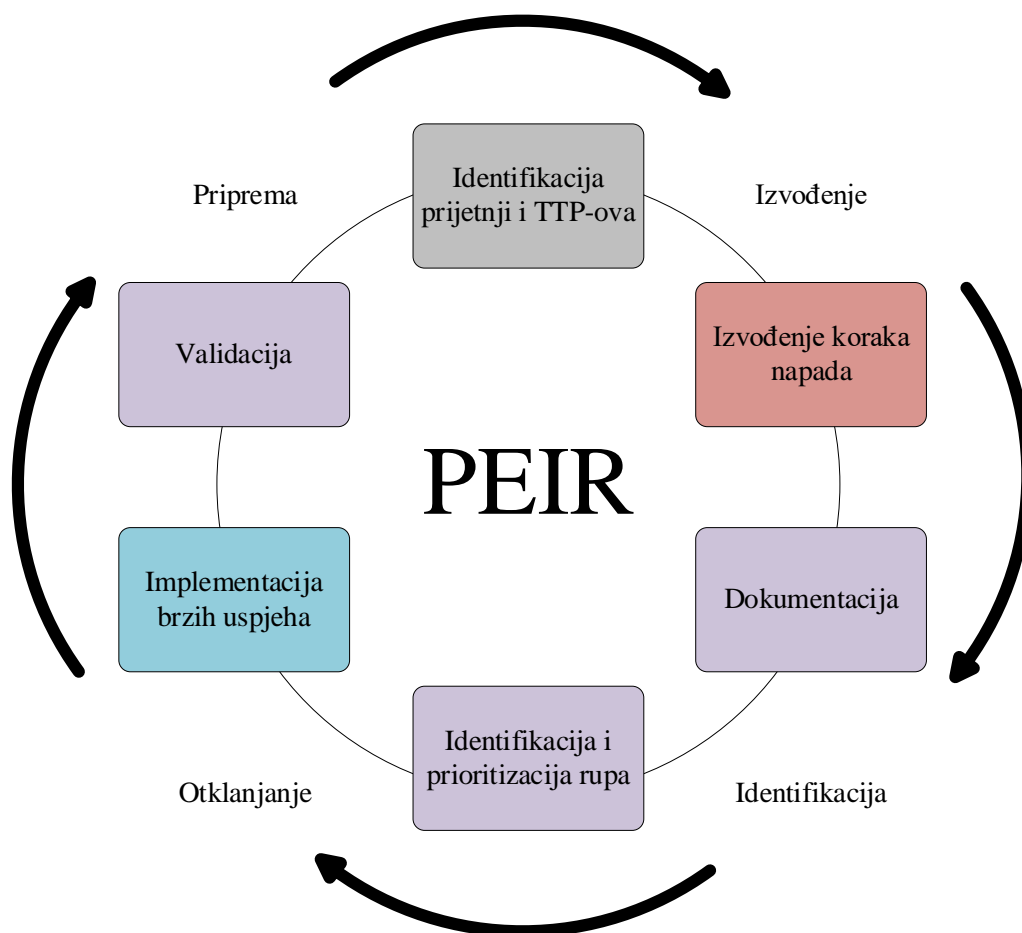 Identifikacija
prijetnji i TTP-ova
Priprema
Izvođenje
Validacija
Izvođenje koraka
napada
PEIR
Implementacija
brzih uspjeha
Dokumentacija
Identifikacija i
prioritizacija rupa
Otklanjanje
Identifikacija